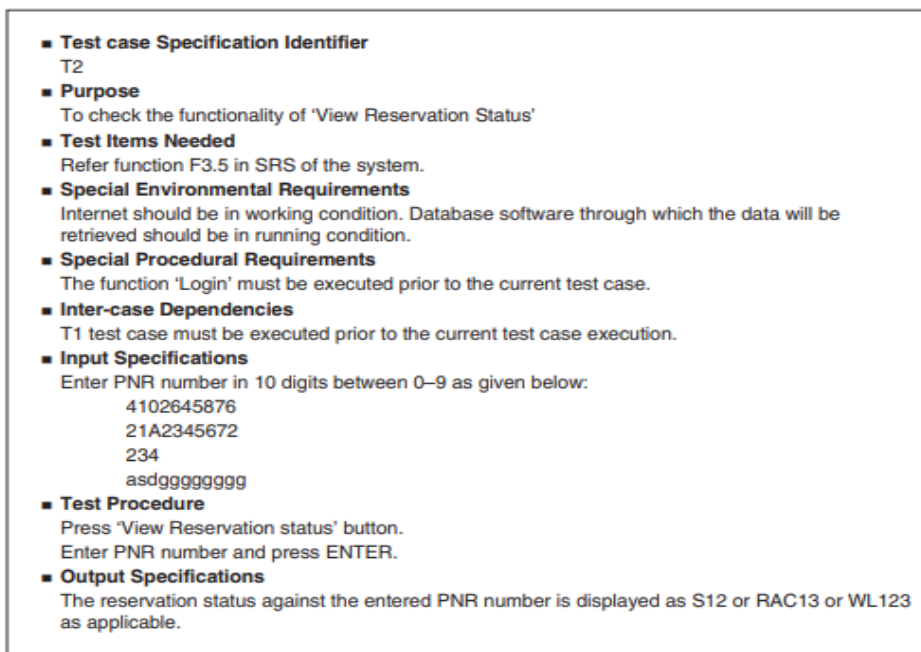 ■ Test case Specification Identifier
T2
■ Purpose
To check the functionality of ‘View Reservation Status’
■ Test Items Needed
Refer function F3.5 in SRS of the system.
■ Special Environmental Requirements
Internet should be in working condition. Database software through which the data will be
retrieved should be in running condition.
■ Special Procedural Requirements
The function ‘Login’ must be executed prior to the current test case.
■ Inter-case Dependencies
T1 test case must be executed prior to the current test case execution.
■ Input Specifications
Enter PNR number in 10 digits between 0–9 as given below:
4102645876
21A2345672
234
asdggggggggg
■ Test Procedure
Press ‘View Reservation status’ button.
Enter PNR number and press ENTER.
■ Output Specifications
The reservation status against the entered PNR number is displayed as S12 or RAC13 or WL123
as applicable.